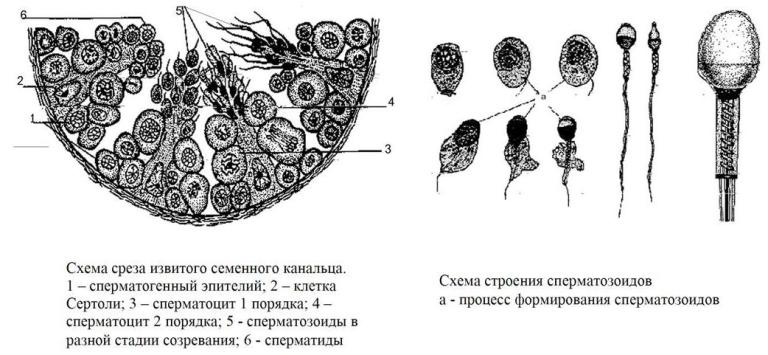 6
5
2
1
4
3
а
Схема среза извитого семенного канальца.
1 – сперматогенный эпителий; 2 – клетка
Сертоли; 3 – сперматоцит 1 порядка; 4 –
сперматоцит 2 порядка; 5 - сперматозоиды в
разной стадии созревания; 6 - сперматиды
Схема строения сперматозоидов
а - процесс формирования сперматозоидов